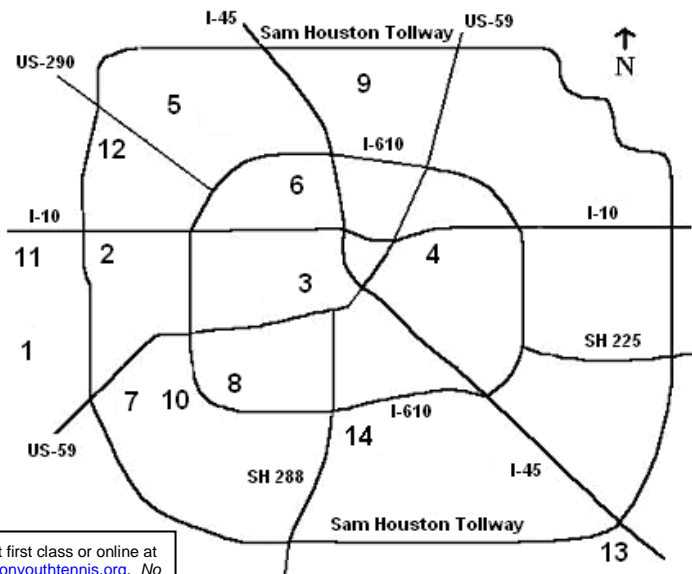 I-45
Sam Houston Tollway
US-59
N
US-290
9
5
I-610
12
6
I-10
I-10
11
2
4
3
SH 225
1
7
10
8
I-610
14
US-59
SH 288
I-45
Sam Houston Tollway
t first class or online at
onyouthtennis.org. No
13